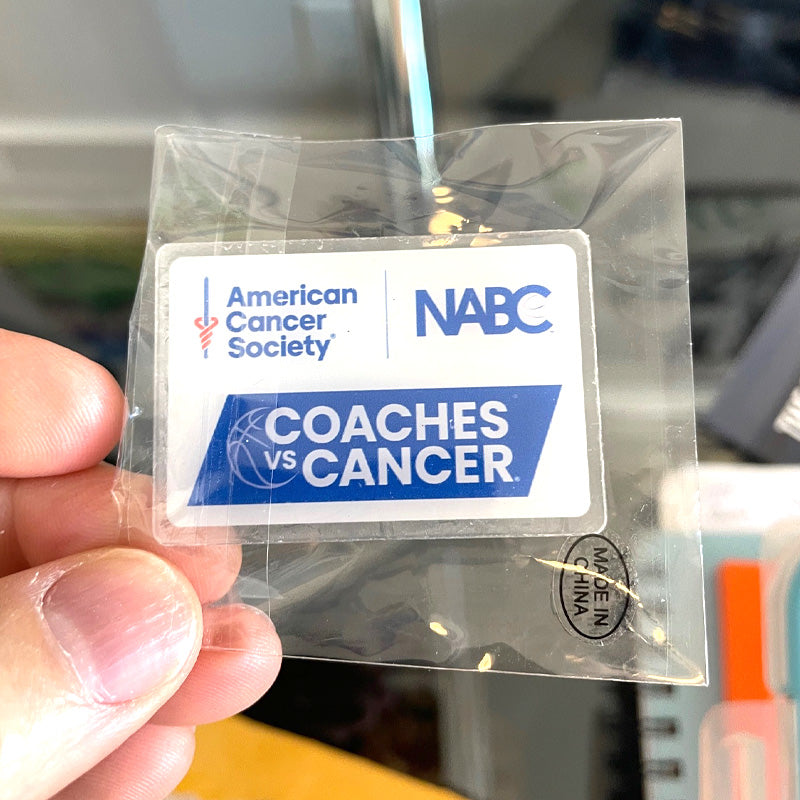 American
Cancer
Society®
NABC
COACHES
VS CANCER®
MADE IN
CHINA